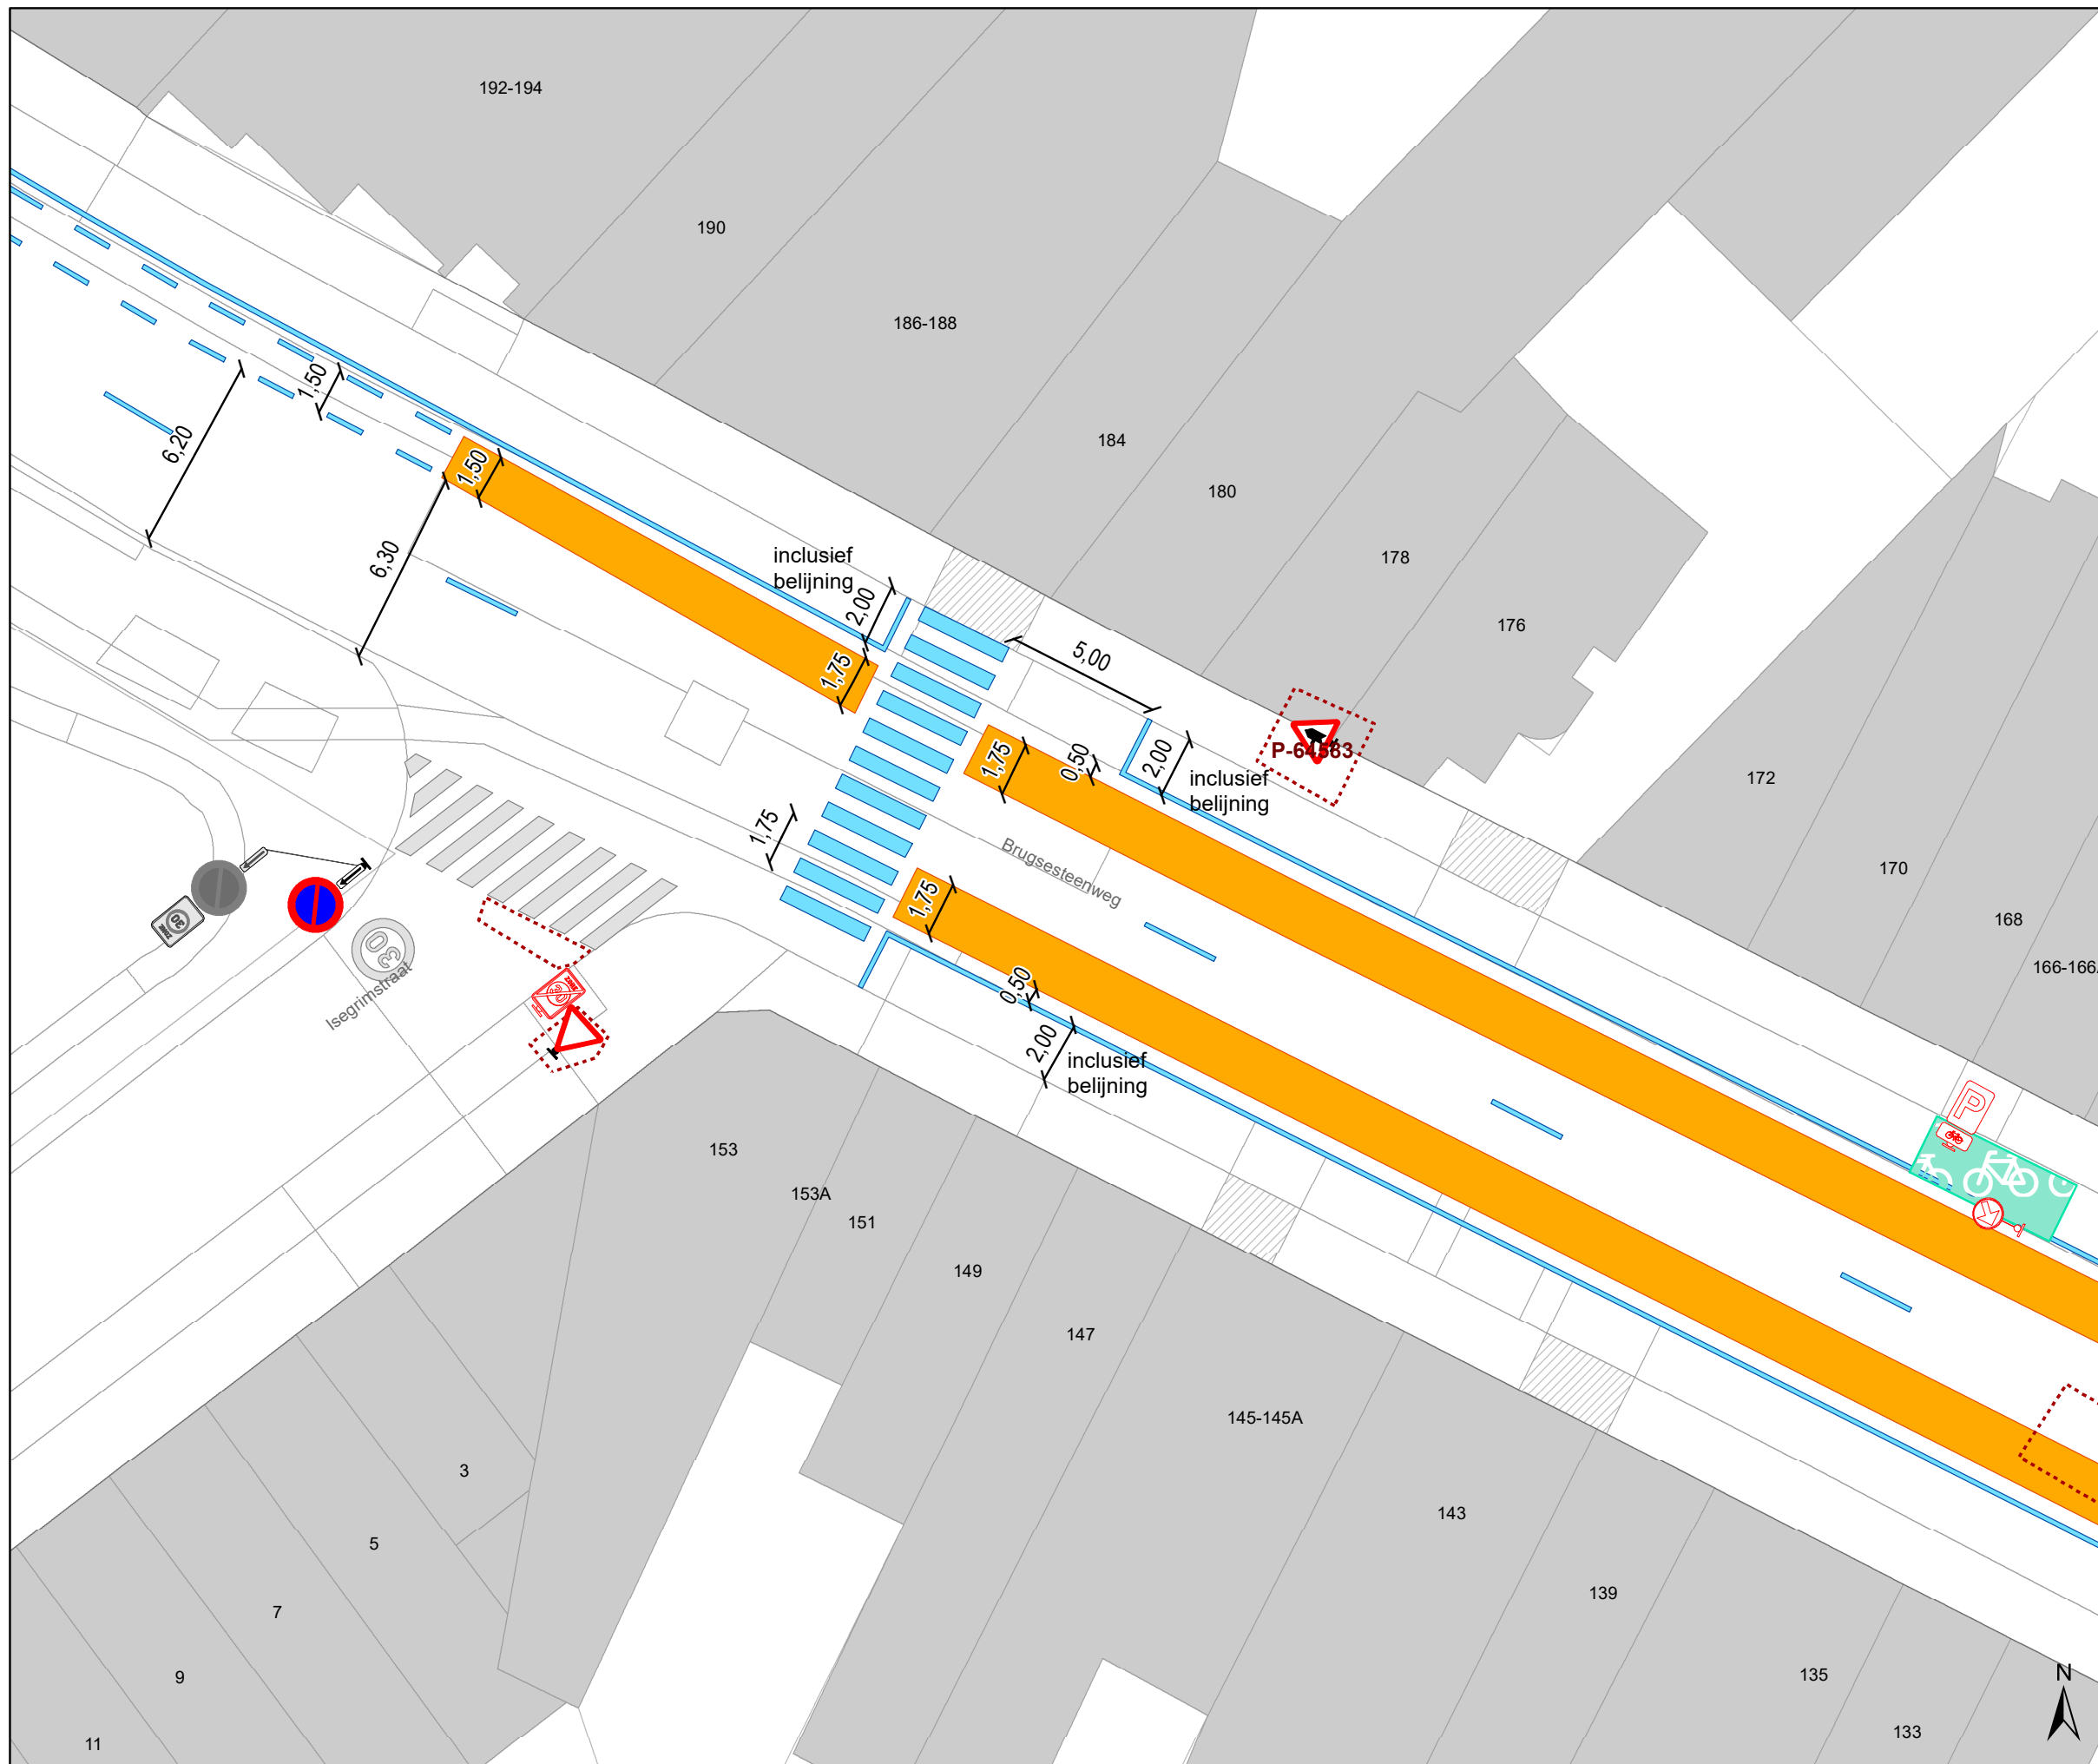 192-194
190
186-188
184
180
178
176
172
170
168
1,50
6,20
1,50
6,30
inclusief
belijning
2,00
1,75
5,00
P-64583
1,75
0,50
2,00
inclusief
belijning
1,75
Brugsesteenweg
1,75
0,50
2,00
inclusief
belijning
30
ZONE
30
Isegrimstraat
P
153
153A
151
149
147
145-145A
143
139
135
133
3
5
7
9
11
N